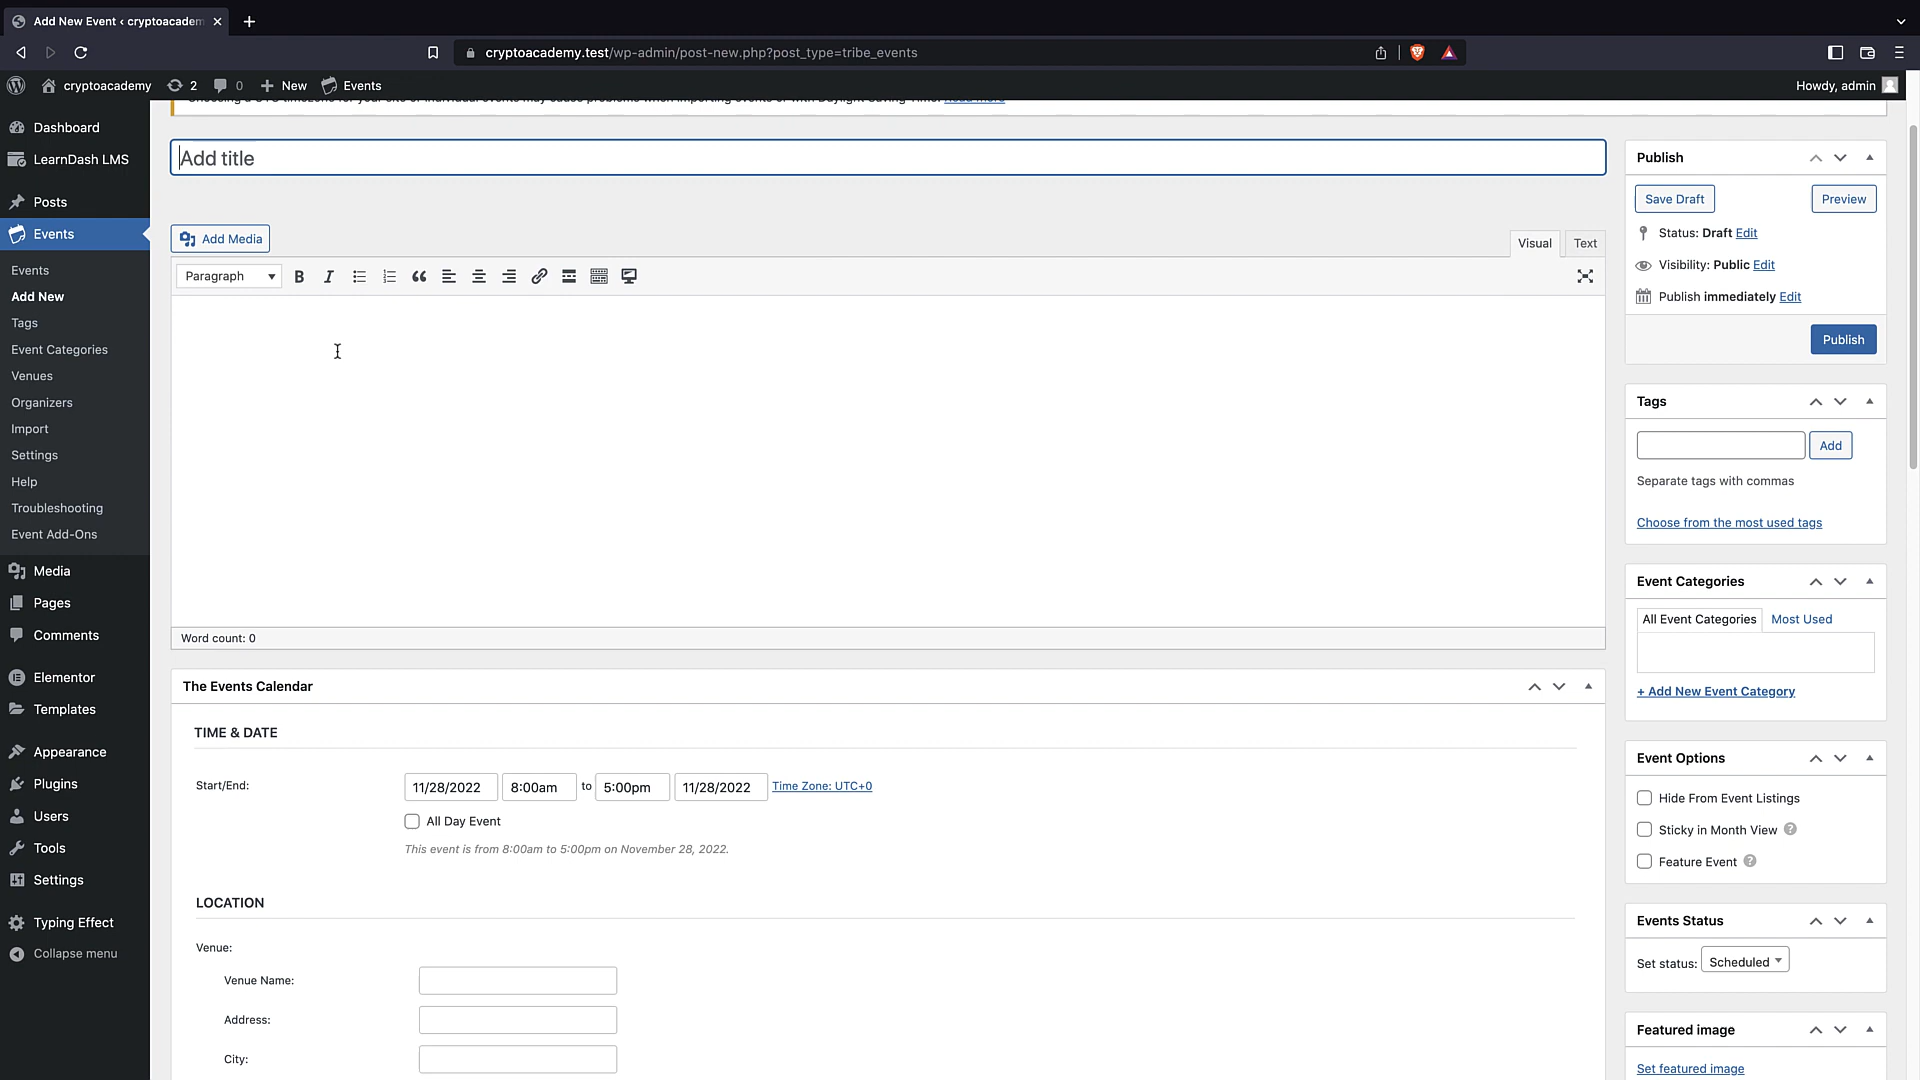 Add New Event ‹ cryptoacadem
cryptoacademy.test/wp-admin/post-new.php?post_type=tribe_events
cryptoacademy 2 0 New Events Howdy, admin
Dashboard
LearnDash LMS
Posts
Events
Events
Add New
Tags
Event Categories
Venues
Organizers
Import
Settings
Help
Troubleshooting
Event Add-Ons
Media
Pages
Comments
Elementor
Templates
Appearance
Plugins
Users
Tools
Settings
Typing Effect
Collapse menu
Add title
Add Media
Visual Text
Paragraph
Word count: 0
The Events Calendar
TIME & DATE
Start/End: 11/28/2022 8:00am to 5:00pm 11/28/2022 Time Zone: UTC+0
All Day Event
This event is from 8:00am to 5:00pm on November 28, 2022.
LOCATION
Venue:
Venue Name:
Address:
City:
Publish
Save Draft Preview
Status: Draft Edit
Visibility: Public Edit
Publish immediately Edit
Publish
Tags
Add
Separate tags with commas
Choose from the most used tags
Event Categories
All Event Categories Most Used
+ Add New Event Category
Event Options
Hide From Event Listings
Sticky in Month View ?
Feature Event ?
Events Status
Set status: Scheduled
Featured image
Set featured image